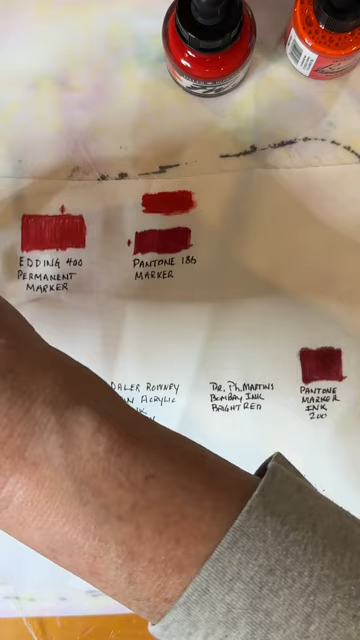 EDDING 400
PERMANENT
MARKER
PANTONE 186
MARKER
DALER ROWNEY
ACRYLIC
DR. Ph. MARTINS
BOMBAY INK
BRIGHT RED
PANTONE
MARKER
INK
200